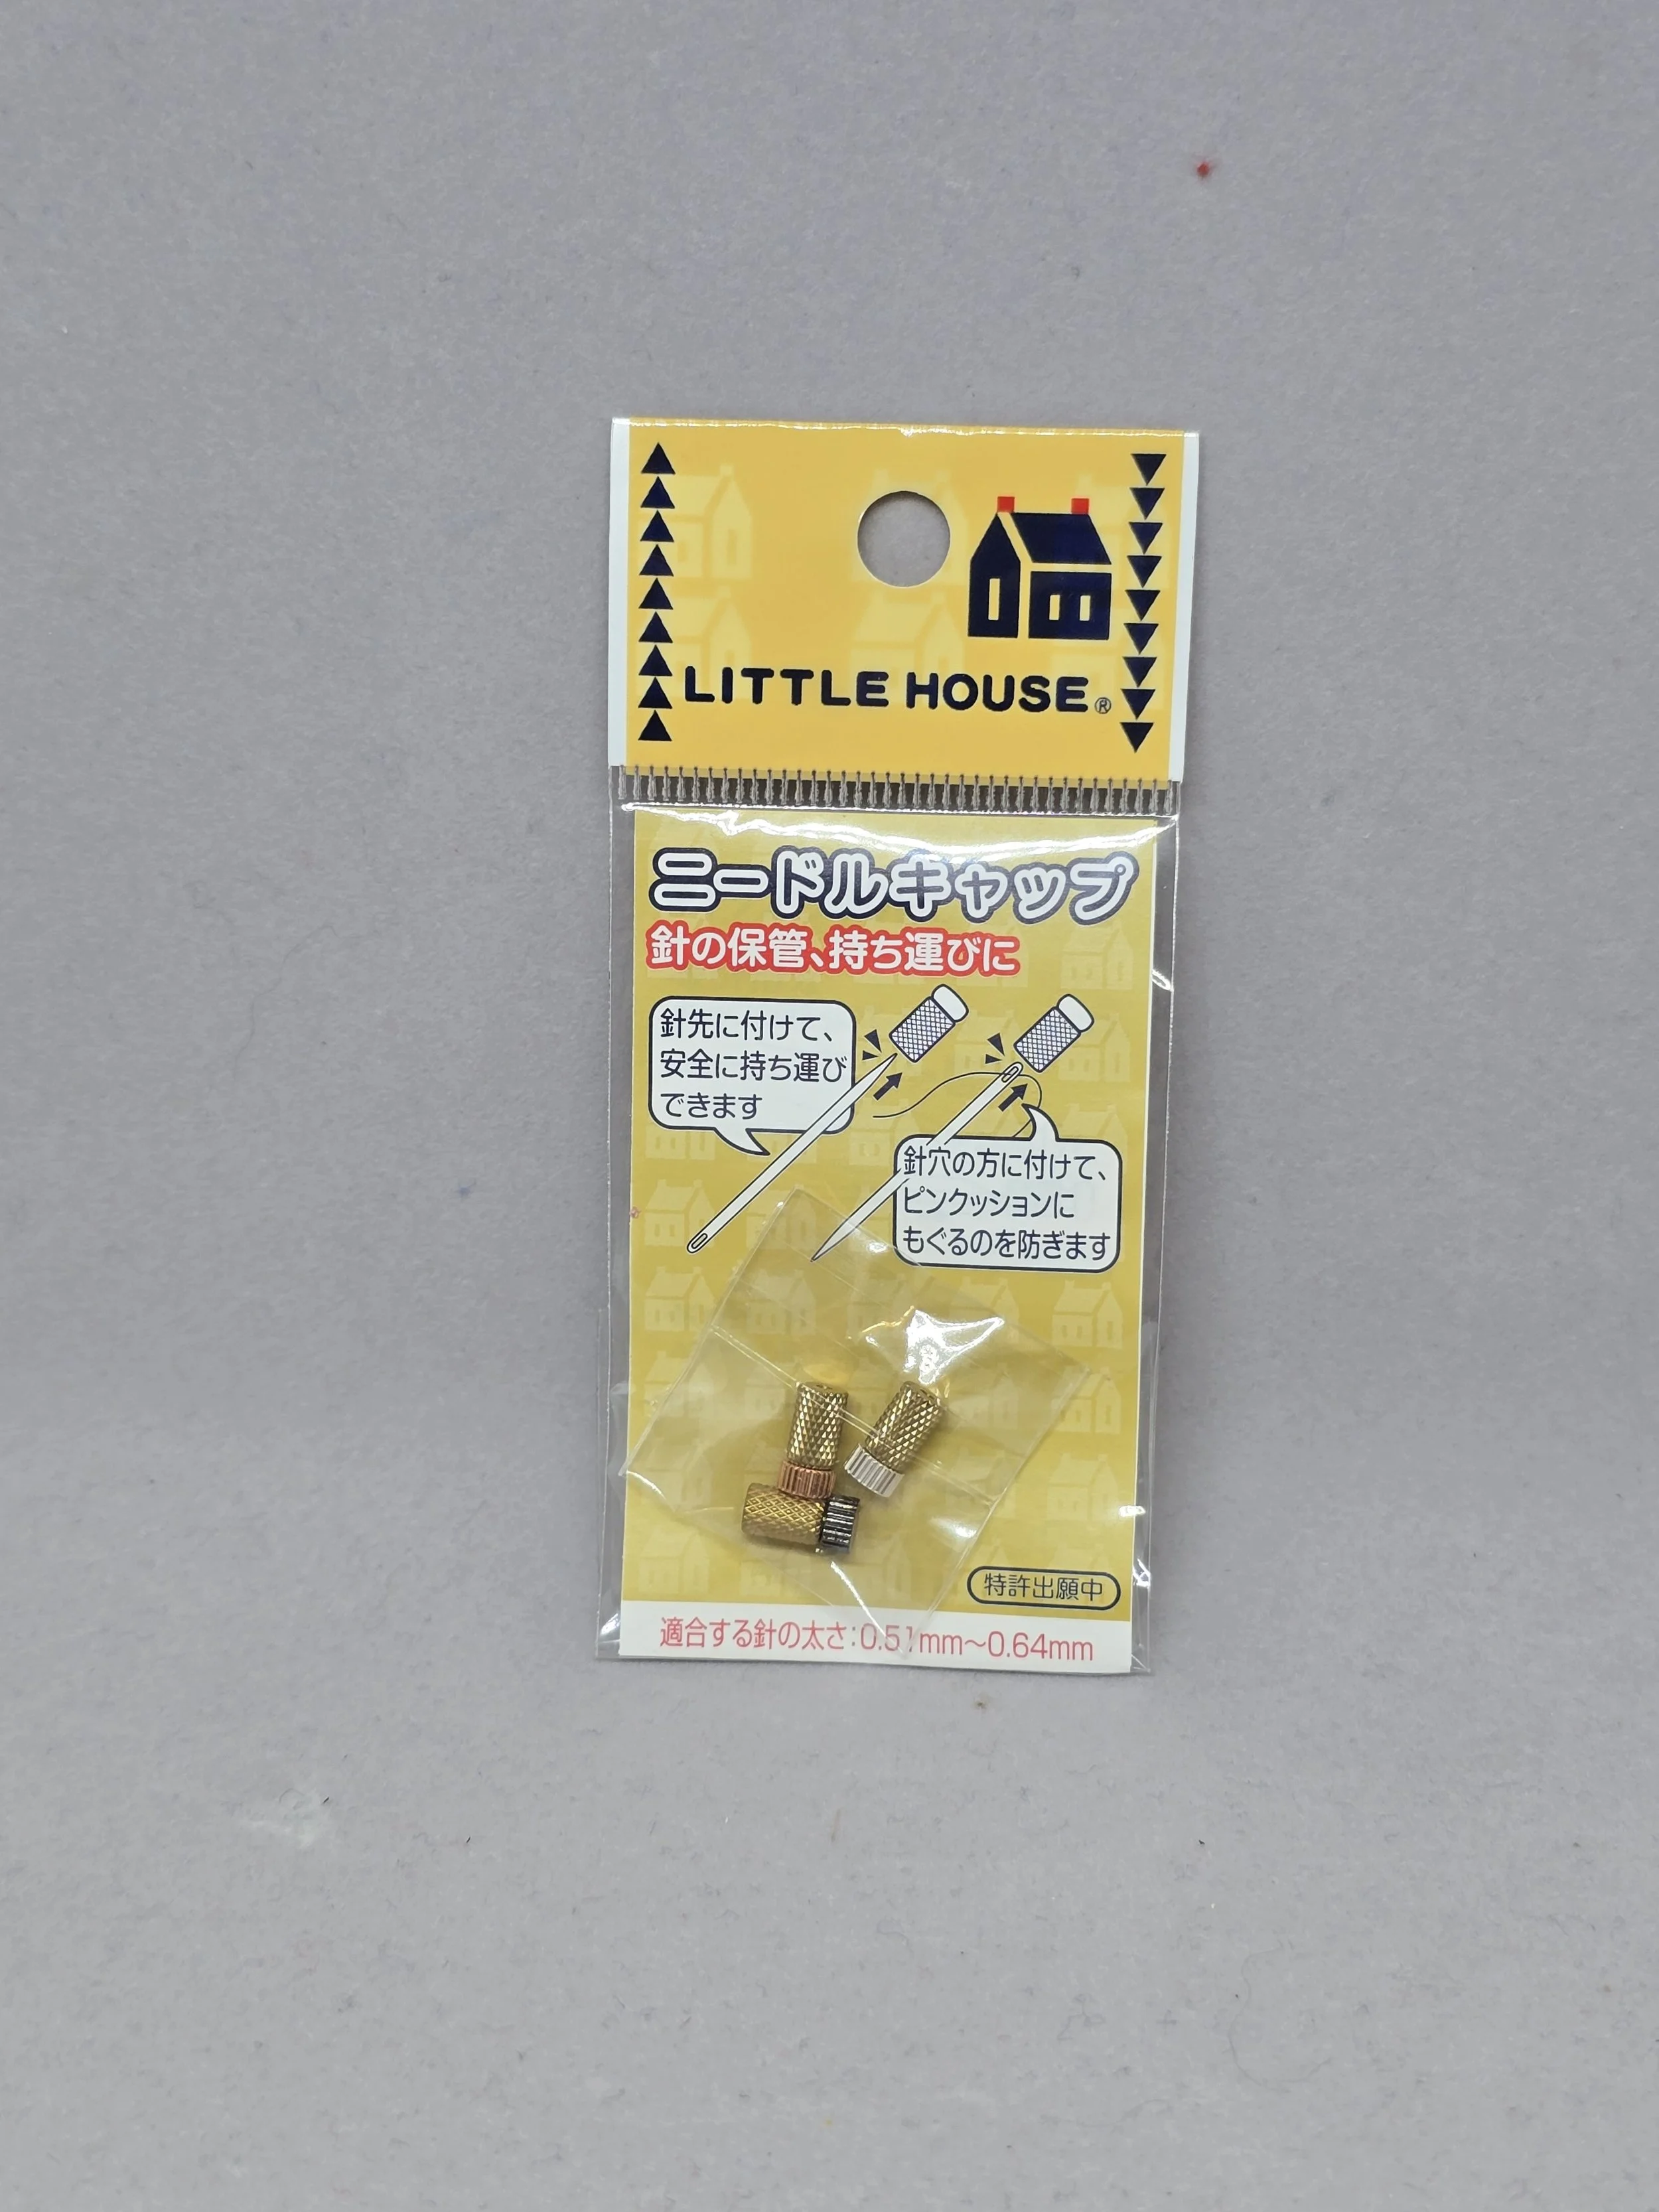 LITTLE HOUSE®
ニードルキャップ
針の保管、持ち運びに
針先に付けて、
安全に持ち運び
できます
針穴の方に付けて、
ピンクッションに
もぐるのを防ぎます
特許出願中
適合する針の太さ:0.51mm～0.64mm